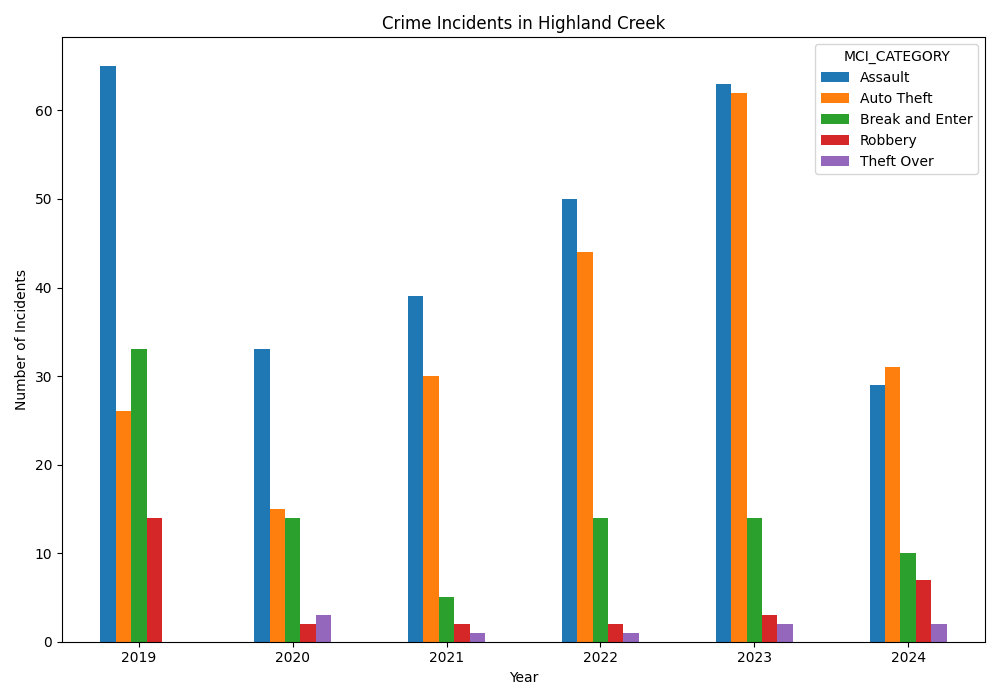 Crime Incidents in Highland Creek
MCI_CATEGORY
Assault
Auto Theft
Break and Enter
Robbery
Theft Over
Number of Incidents
60
50
40
30
20
10
0
2019
2020
2021
2022
2023
2024
Year